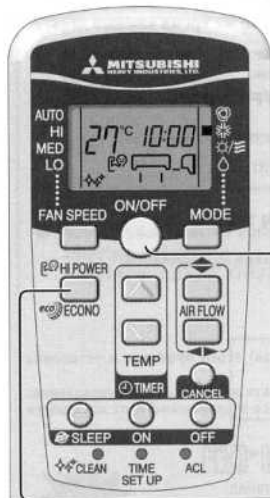 MITSUBISHI
HEAVY INDUSTRIES, LTD.
AUTO
HI
MED
LO
27°C 10:00
FAN SPEED
ON/OFF
MODE
HI POWER
eco ECONO
AIR FLOW
TEMP
TIMER
CANCEL
SLEEP ON OFF
CLEAN TIME SET UP ACL